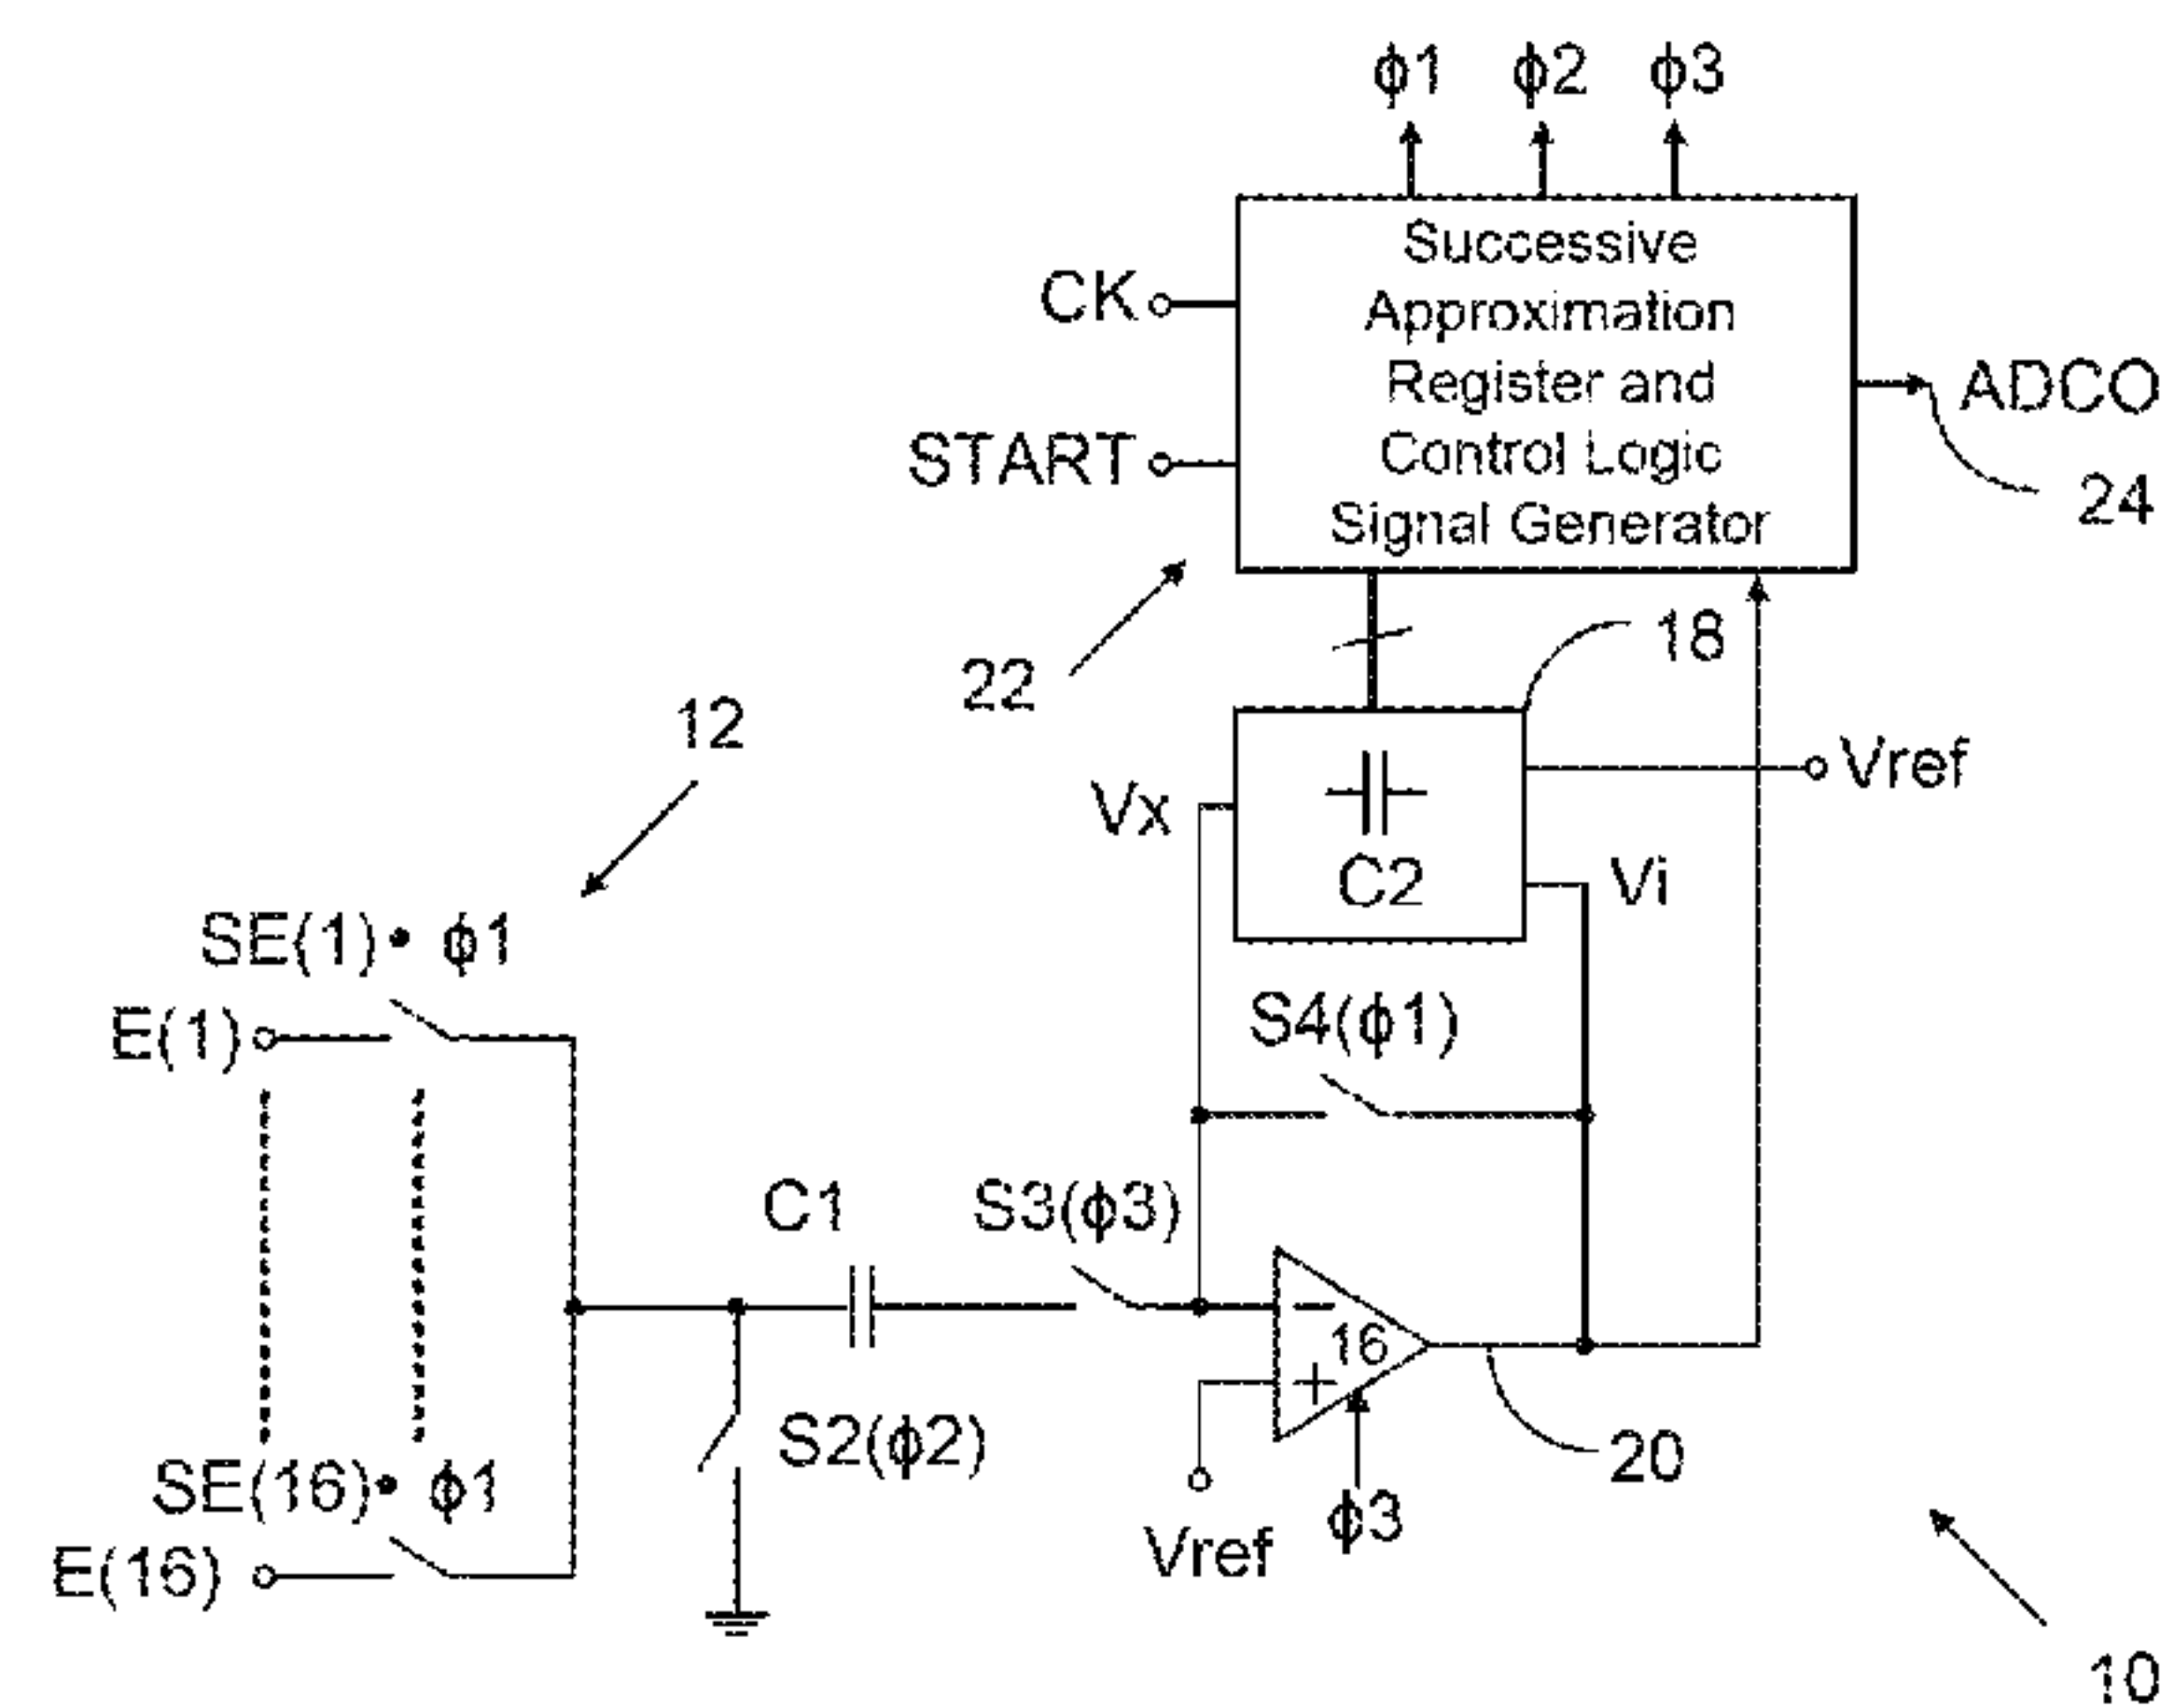 ϕ1 ϕ2 ϕ3
CK
START
Successive
Approximation
Register and
Control Logic
Signal Generator
ADCO
24
22
18
12
Vx
C2
Vref
Vi
SE(1)• ϕ1
E(1)
S4(ϕ1)
C1
S3(ϕ3)
−
16
+
S2(ϕ2)
20
SE(16)• ϕ1
E(16)
Vref
ϕ3
10